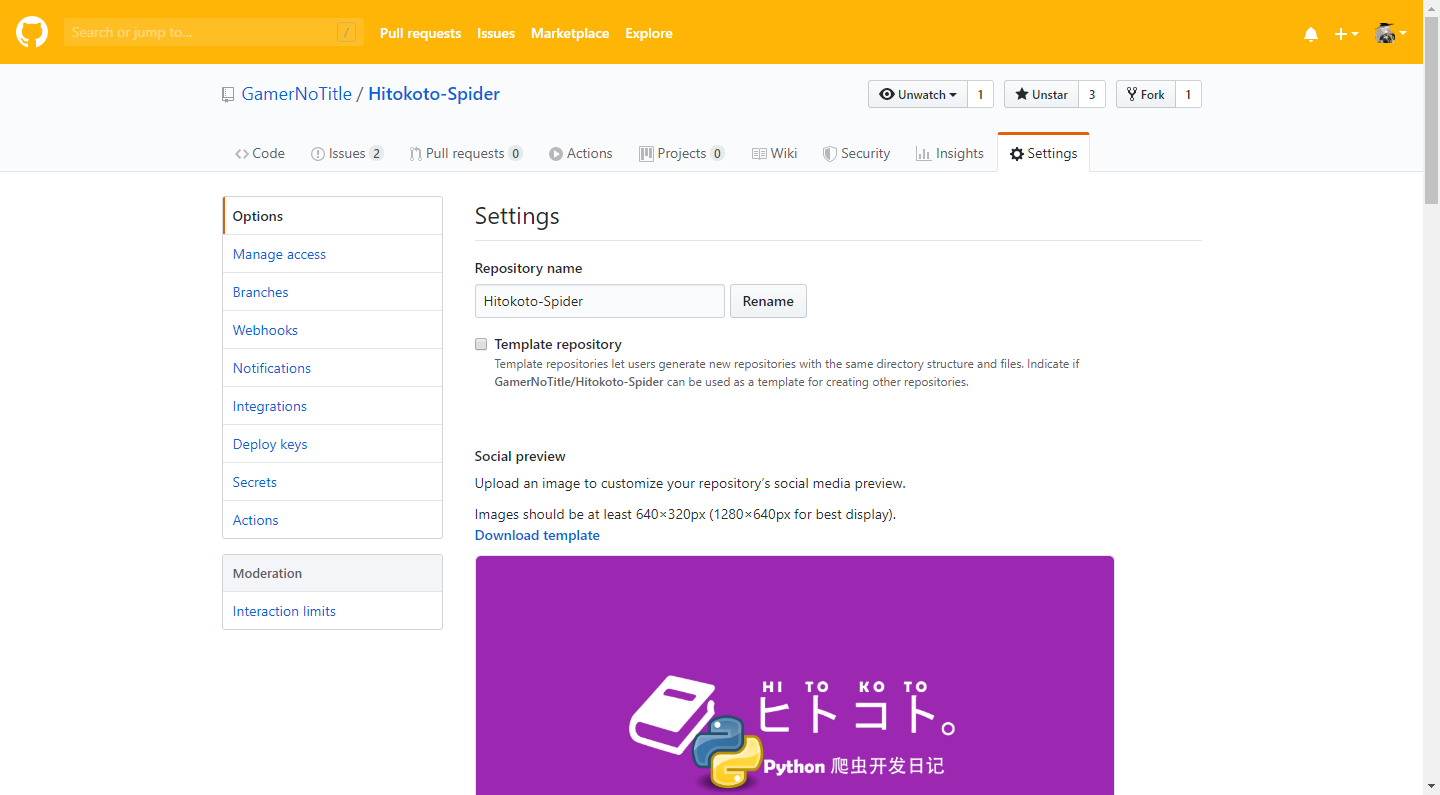 Search or jump to...
/
Pull requests
Issues
Marketplace
Explore
GamerNoTitle / Hitokoto-Spider
Unwatch
1
Unstar
3
Fork
1
Code
Issues 2
Pull requests 0
Actions
Projects 0
Wiki
Security
Insights
Settings
Options
Manage access
Branches
Webhooks
Notifications
Integrations
Deploy keys
Secrets
Actions
Moderation
Interaction limits
Settings
Repository name
Hitokoto-Spider
Rename
Template repository
Template repositories let users generate new repositories with the same directory structure and files. Indicate if
GamerNoTitle/Hitokoto-Spider can be used as a template for creating other repositories.
Social preview
Upload an image to customize your repository’s social media preview.
Images should be at least 640×320px (1280×640px for best display).
Download template
HI TO KO TO
ヒトコト。
Python 爬虫开发日记